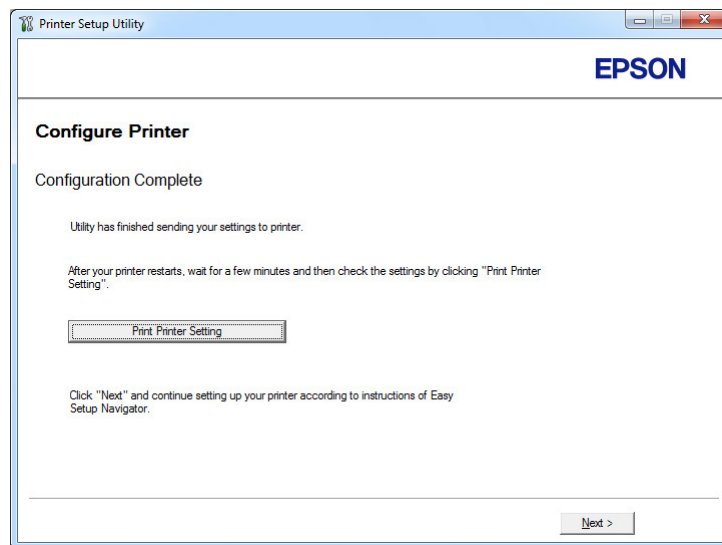 Printer Setup Utility
EPSON
Configure Printer
Configuration Complete
Utility has finished sending your settings to printer.
After your printer restarts, wait for a few minutes and then check the settings by clicking "Print Printer
Setting".
Print Printer Setting
Click "Next" and continue setting up your printer according to instructions of Easy
Setup Navigator.
Next >